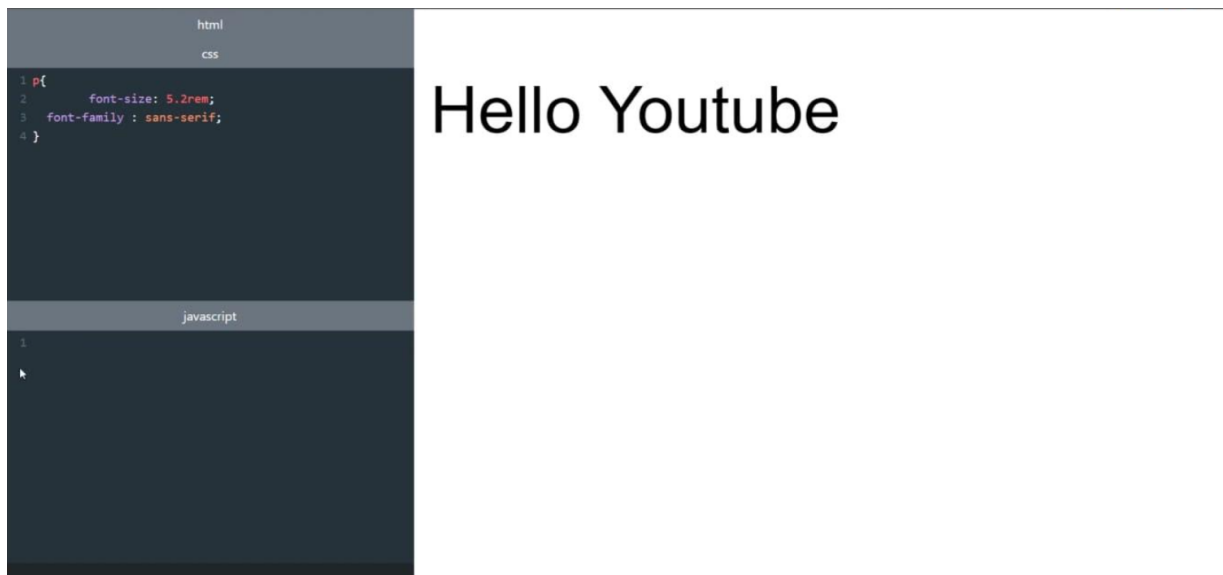 html
css
1 p{
2 font-size: 5.2rem;
3 font-family : sans-serif;
4 }
javascript
1
Hello Youtube